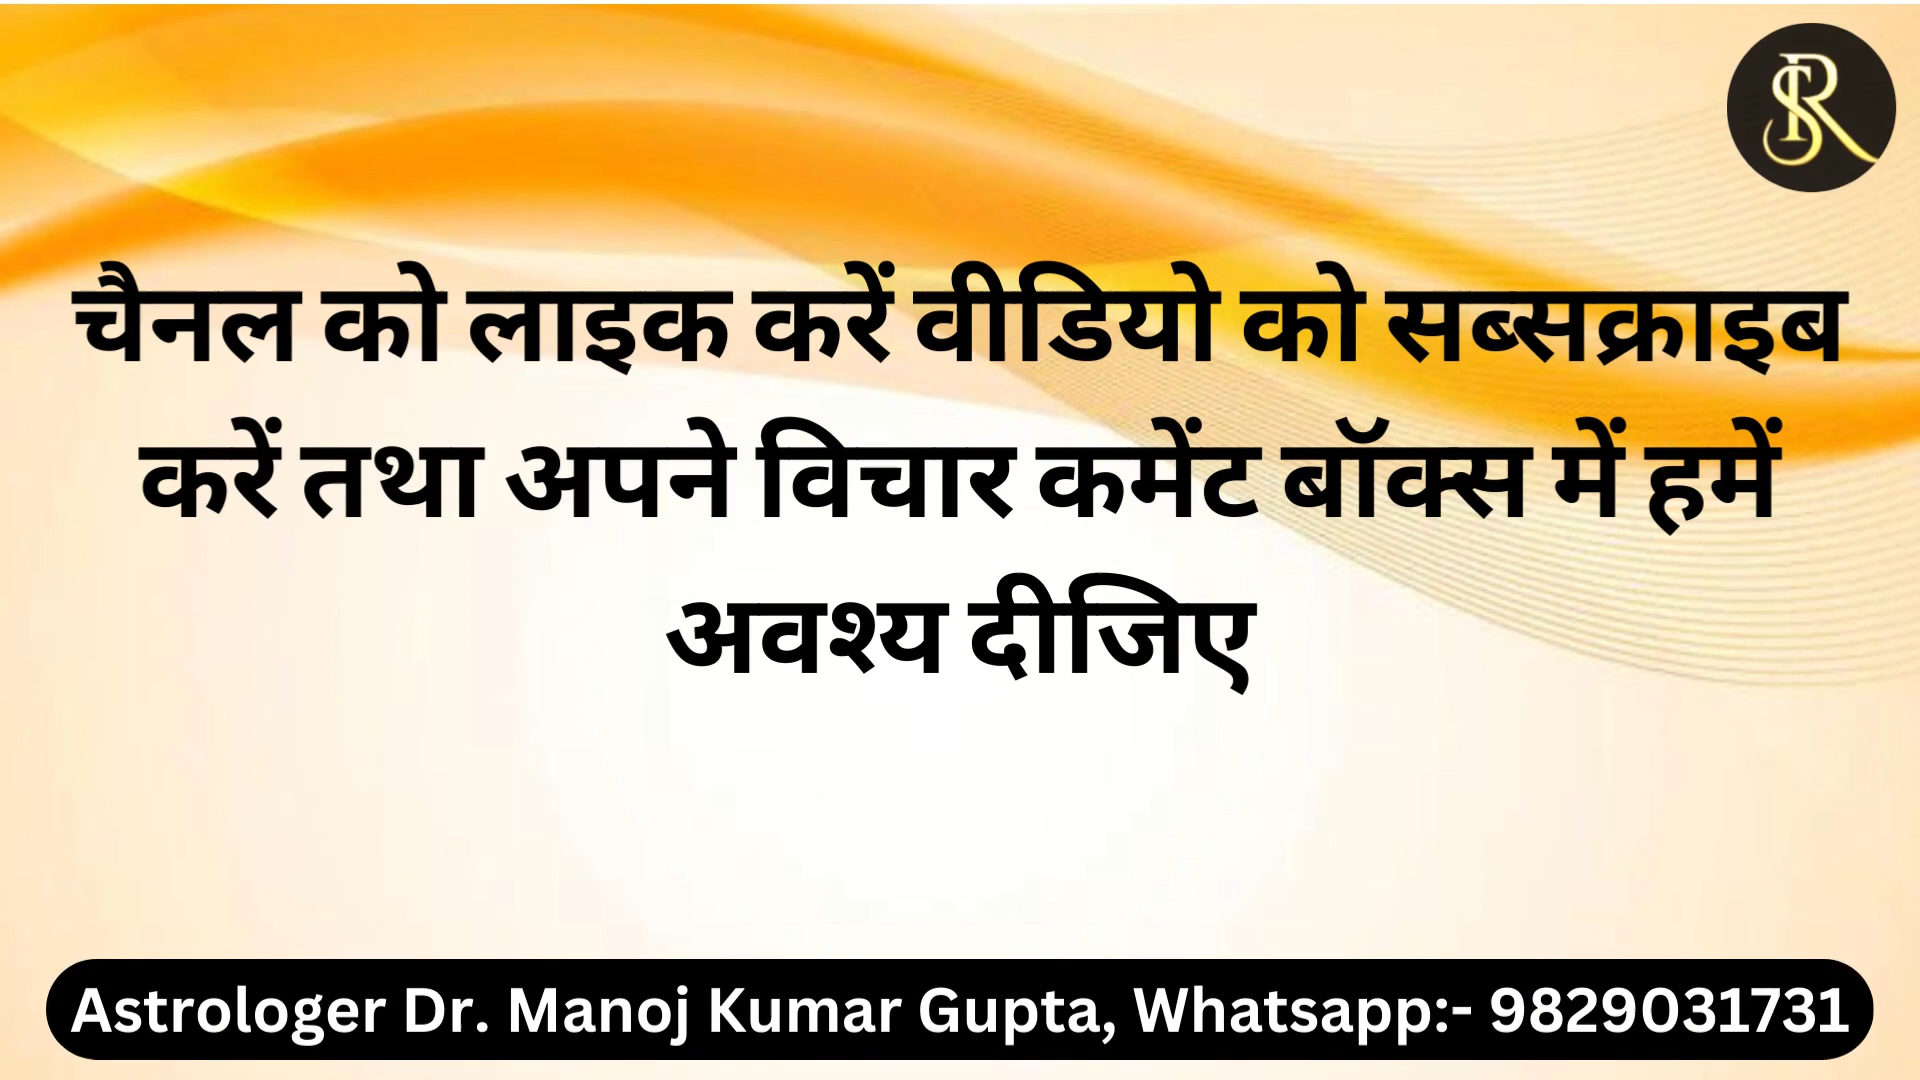 SR
चैनल को लाइक करें वीडियो को सब्सक्राइब
करें तथा अपने विचार कमेंट बॉक्स में हमें
अवश्य दीजिए
Astrologer Dr. Manoj Kumar Gupta, Whatsapp:- 9829031731